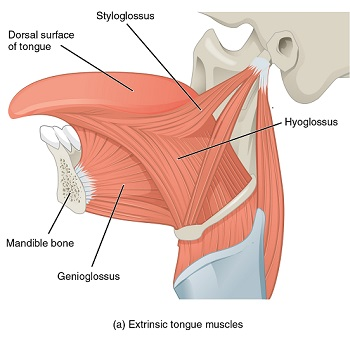 Styloglossus
Dorsal surface
of tongue
Hyoglossus
Mandible bone
Genioglossus
(a) Extrinsic tongue muscles